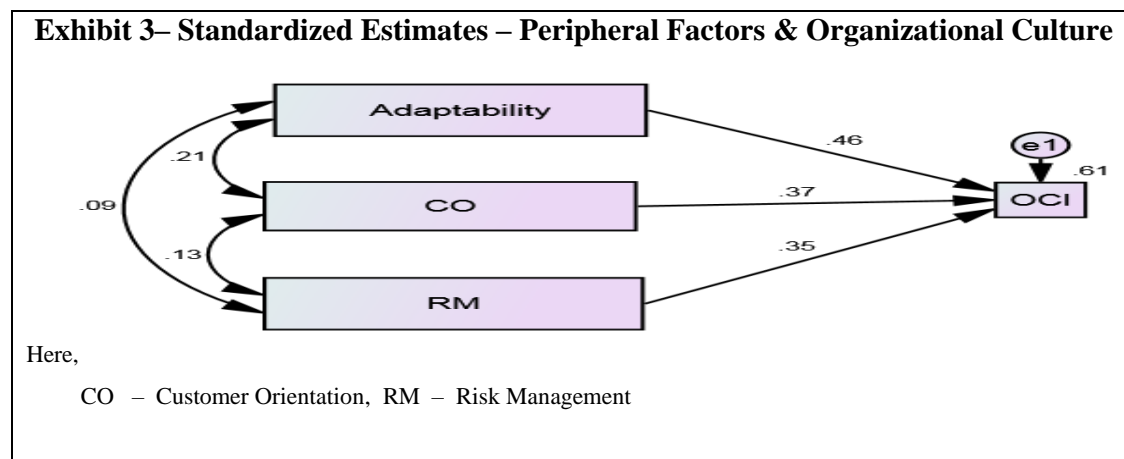 Exhibit 3– Standardized Estimates – Peripheral Factors & Organizational Culture
Adaptability
.46
e1
.61
.21
.09
CO
.37
OCI
.13
.35
RM
Here,
CO – Customer Orientation, RM – Risk Management